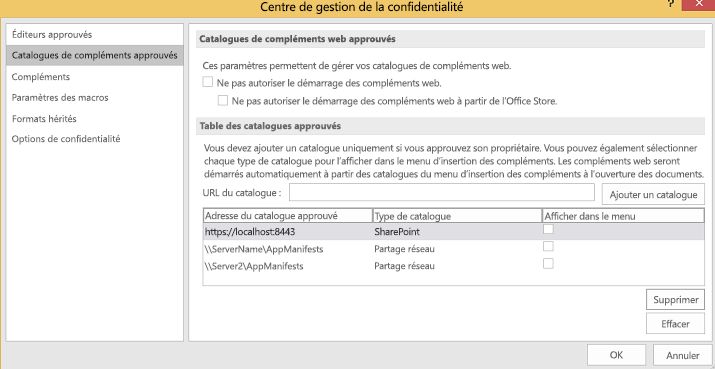 Centre de gestion de la confidentialité
?
Éditeurs approuvés
Catalogues de compléments approuvés
Compléments
Paramètres des macros
Formats hérités
Options de confidentialité
Catalogues de compléments web approuvés
Ces paramètres permettent de gérer vos catalogues de compléments web.
Ne pas autoriser le démarrage des compléments web.
Ne pas autoriser le démarrage des compléments web à partir de l'Office Store.
Table des catalogues approuvés
Vous devez ajouter un catalogue uniquement si vous approuvez son propriétaire. Vous pouvez également sélectionner
chaque type de catalogue pour l'afficher dans le menu d'insertion des compléments. Les compléments web seront
démarrés automatiquement à partir des catalogues du menu d'insertion des compléments à l'ouverture des documents.
URL du catalogue : Ajouter un catalogue
Adresse du catalogue approuvé Type de catalogue Afficher dans le menu
https://localhost:8443 SharePoint
\\ServerName\AppManifests Partage réseau
\\Server2\AppManifests Partage réseau
Supprimer
Effacer
OK Annuler